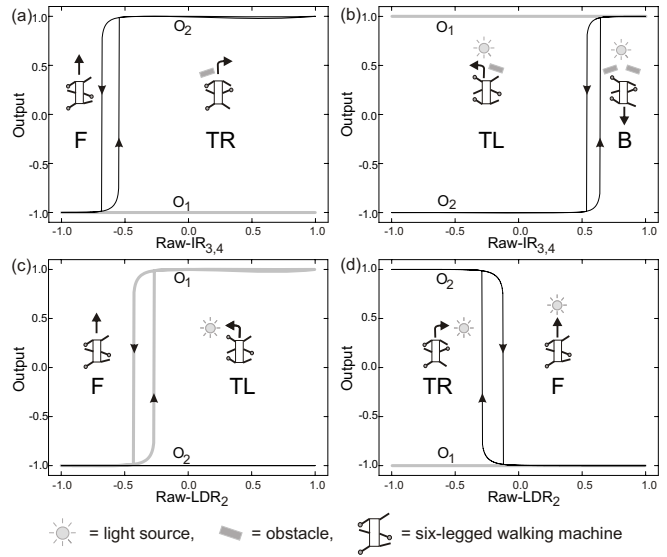 (a)
1.0
0.5
0.0
-0.5
-1.0
Output
O2
F
TR
O1
-1.0 -0.5 0.0 0.5 1.0
Raw-IR3,4
(b)
1.0
0.5
0.0
-0.5
-1.0
Output
O1
TL
B
O2
-1.0 -0.5 0.0 0.5 1.0
Raw-IR3,4
(c)
1.0
0.5
0.0
-0.5
-1.0
Output
O1
F
TL
O2
-1.0 -0.5 0.0 0.5 1.0
Raw-LDR2
(d)
1.0
0.5
0.0
-0.5
-1.0
Output
O2
TR
F
O1
-1.0 -0.5 0.0 0.5 1.0
Raw-LDR2
= light source, = obstacle, = six-legged walking machine